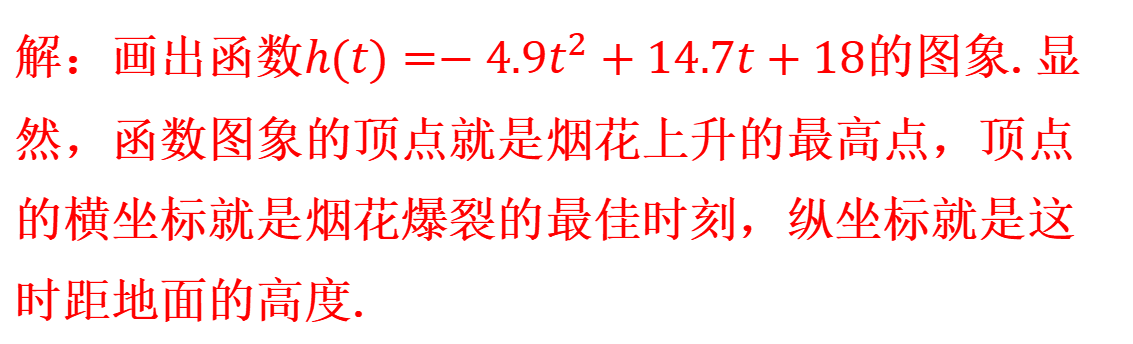 解：画出函数h(t) =− 4.9t² + 14.7t + 18的图象. 显
然，函数图象的顶点就是烟花上升的最高点，顶点
的横坐标就是烟花爆裂的最佳时刻，纵坐标就是这
时距地面的高度.